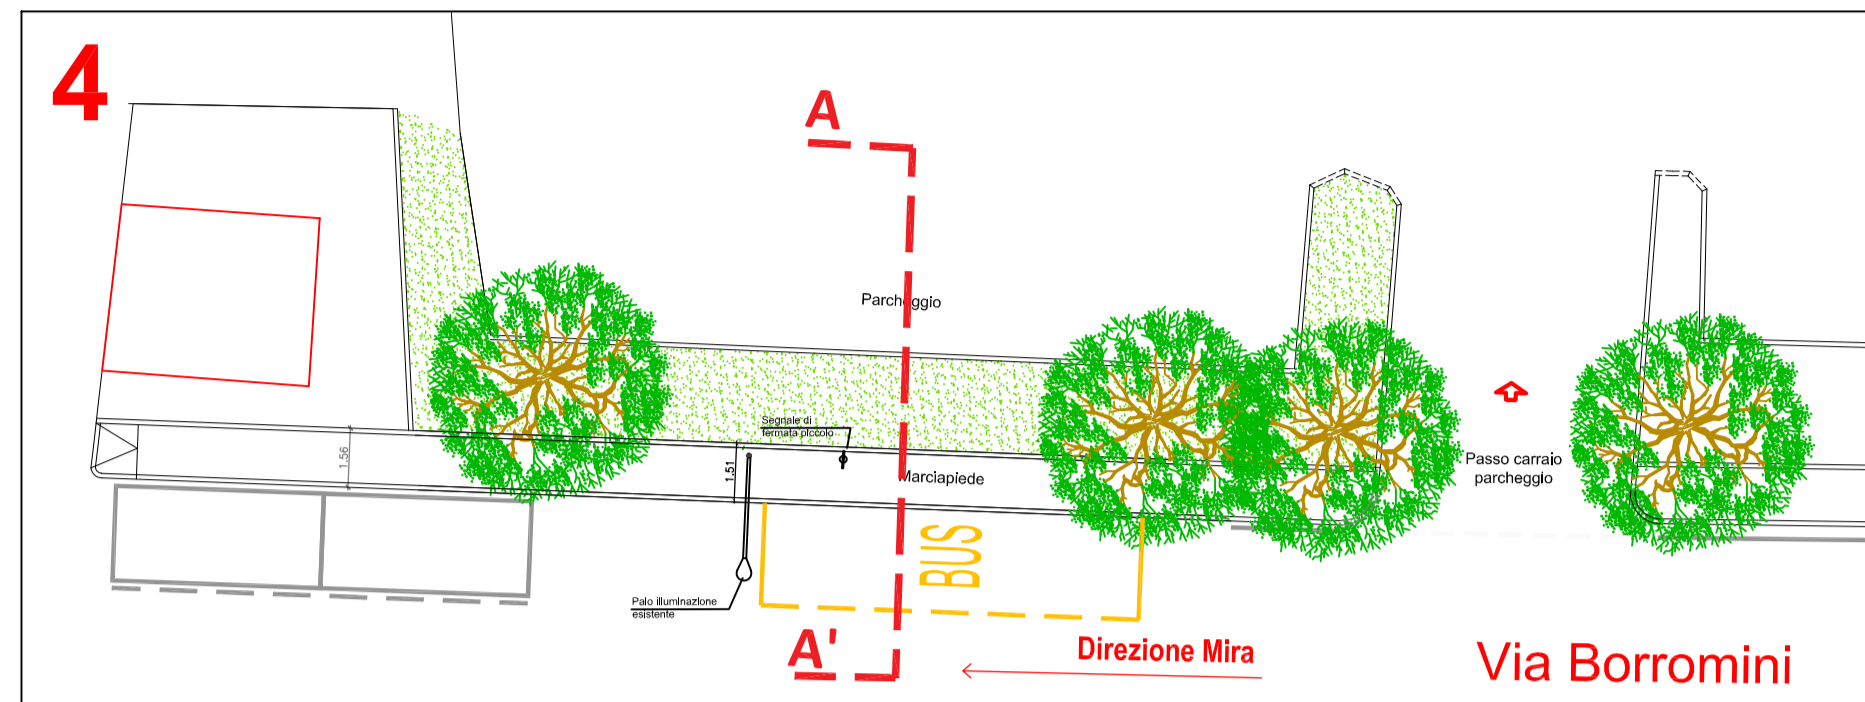 4
A
Parcheggio
Segnale di
fermata piccolo
1,56
1,51
Marciapiede
Passo carraio
parcheggio
BUS
Palo illuminazione
esistente
A'
Direzione Mira
Via Borromini